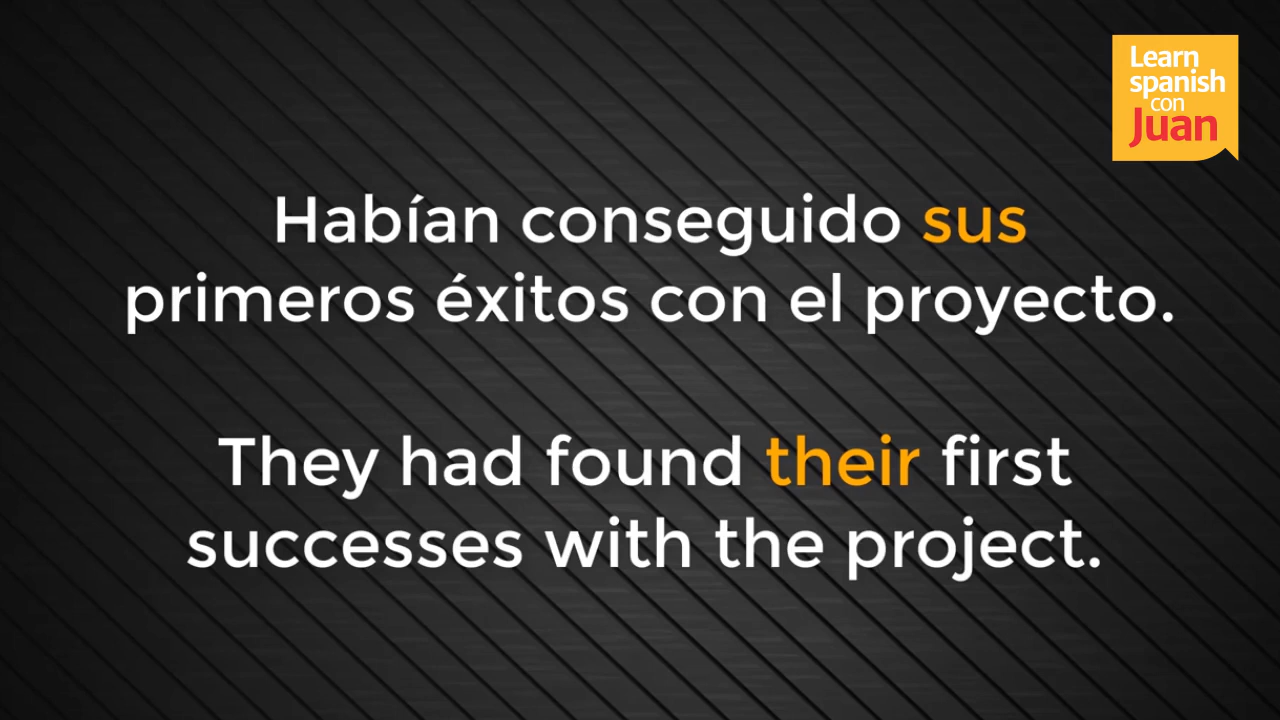 Learn
spanish
con
Juan
Habían conseguido sus
primeros éxitos con el proyecto.
They had found their first
successes with the project.